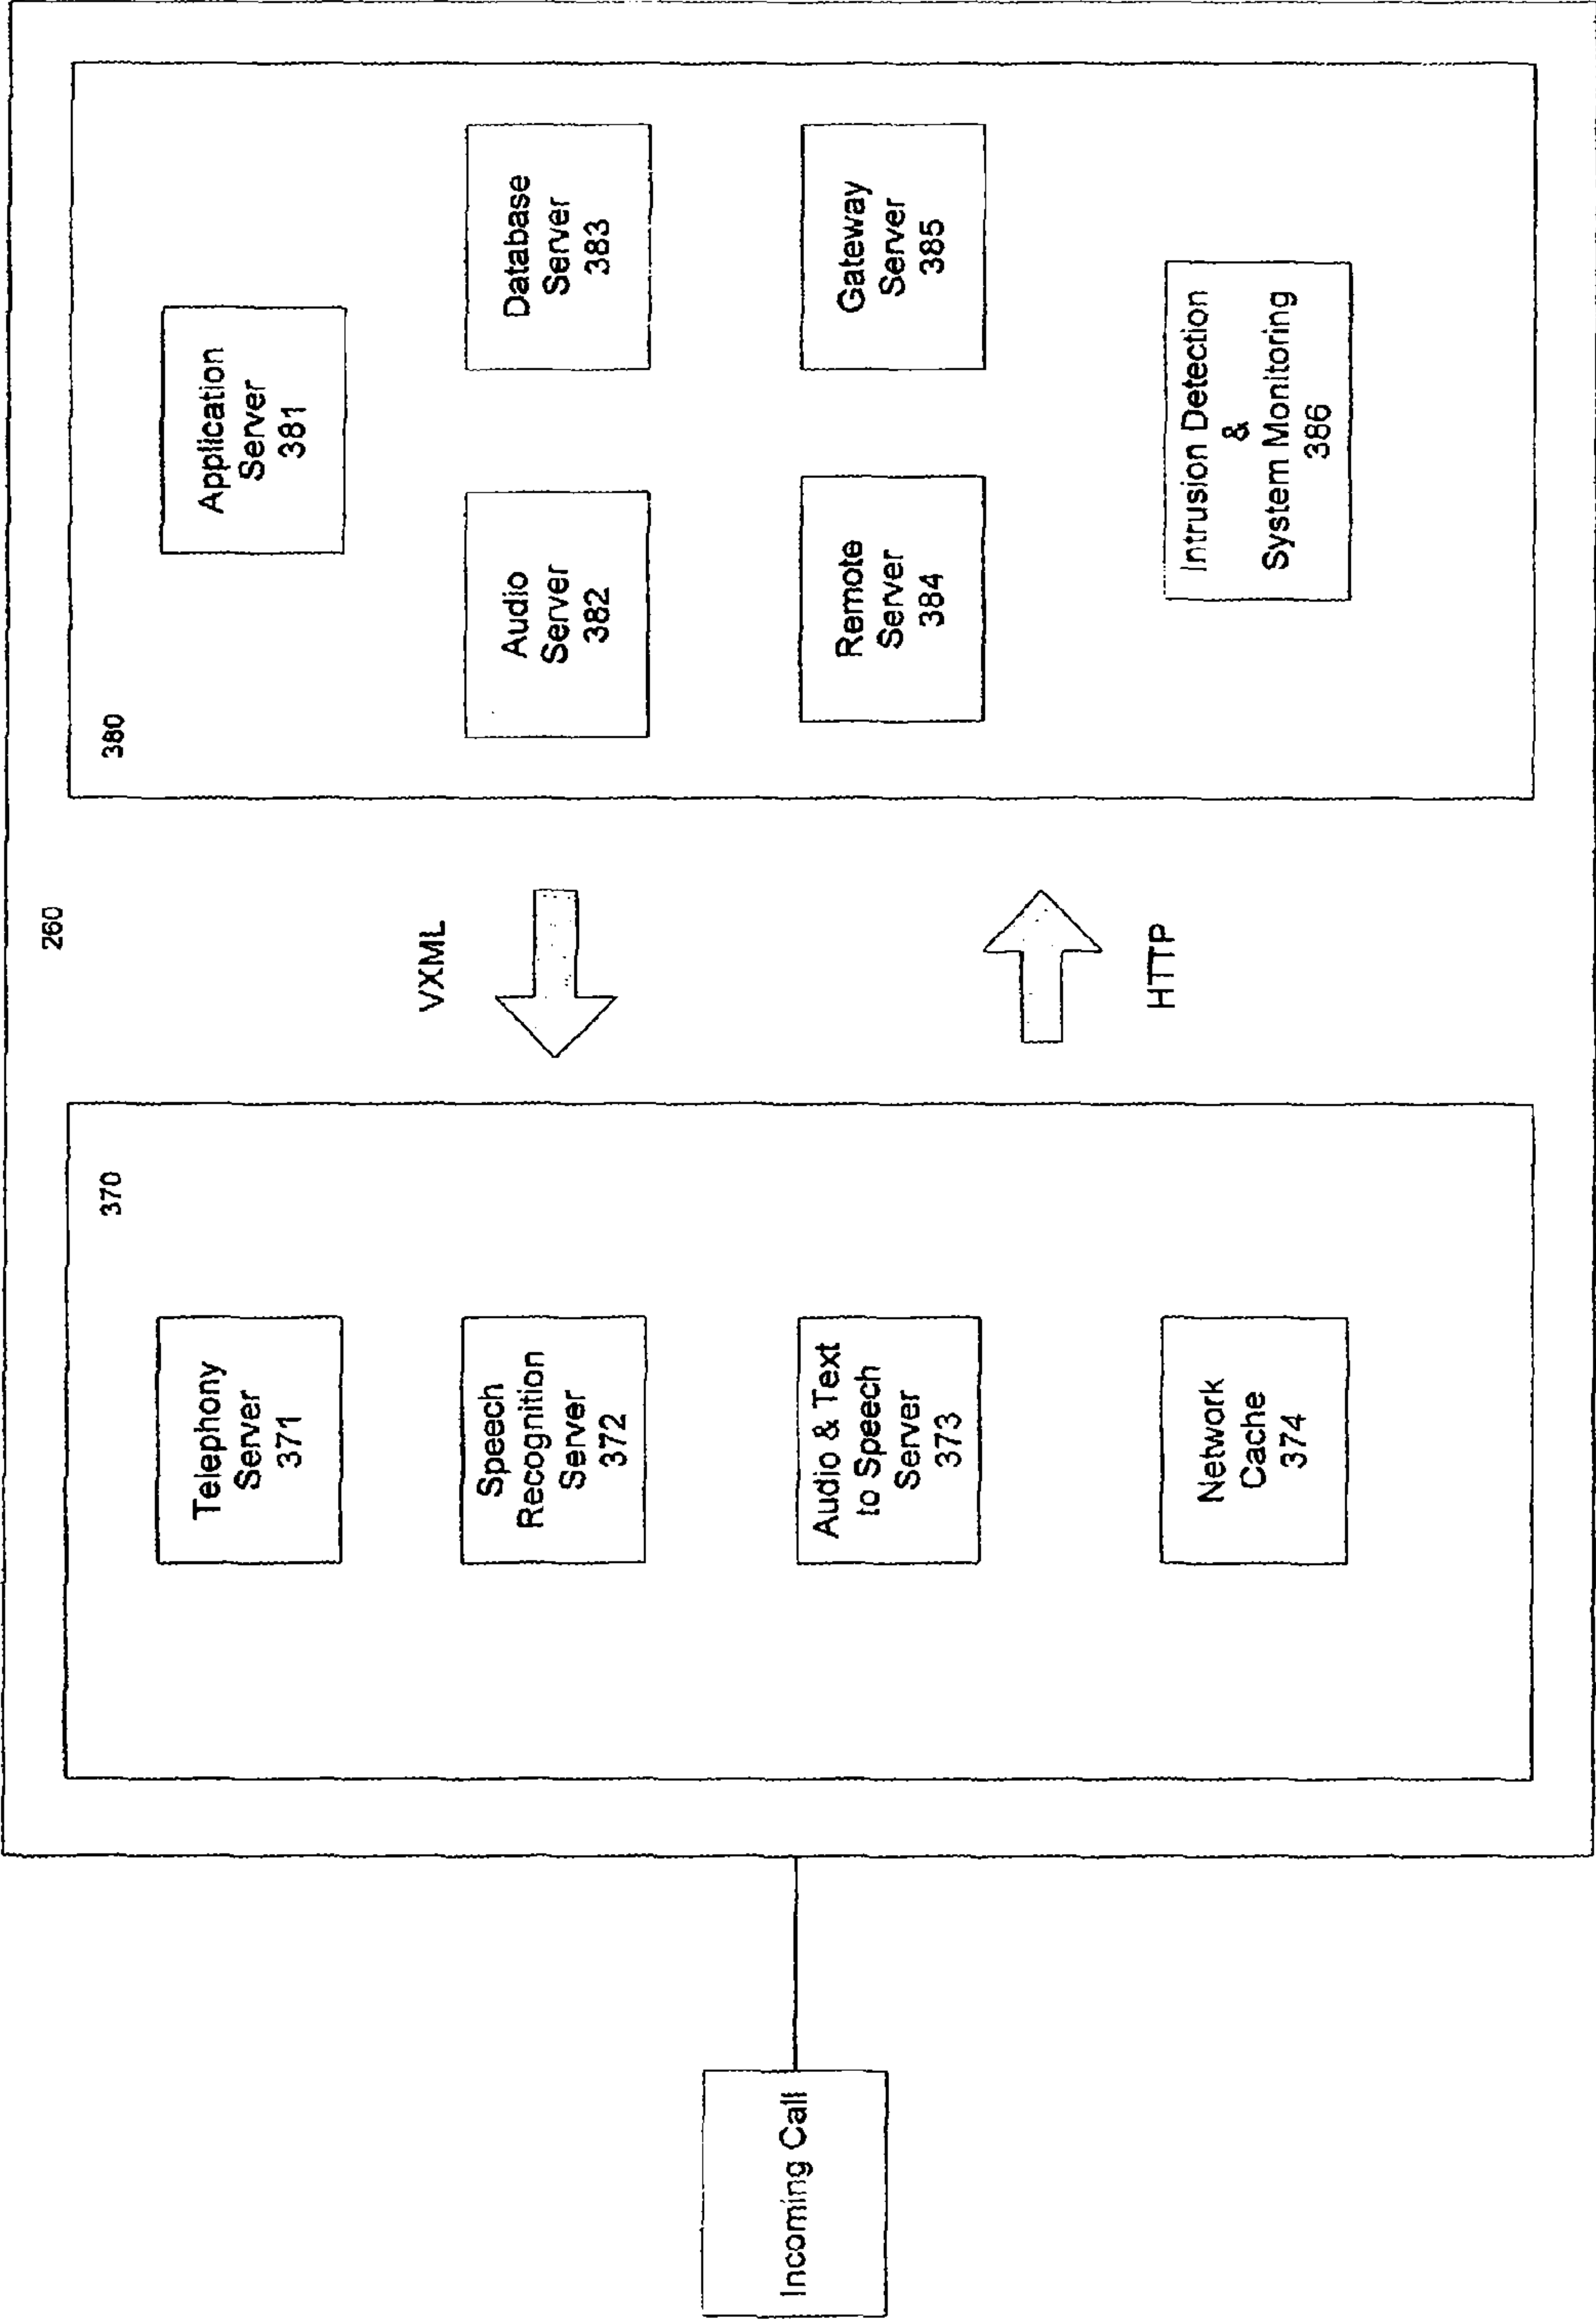 260
370
Telephony
Server
371
Speech
Recognition
Server
372
Audio & Text
to Speech
Server
373
Network
Cache
374
VXML
HTTP
380
Application
Server
381
Audio
Server
382
Database
Server
383
Remote
Server
384
Gateway
Server
385
Intrusion Detection
&
System Monitoring
386
Incoming Call